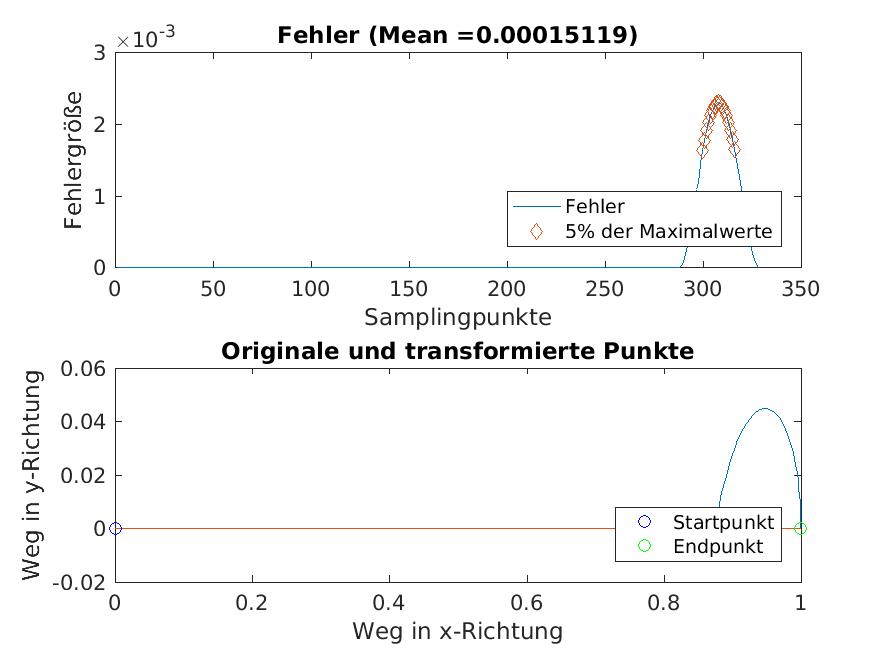 Fehler (Mean =0.00015119)
×10-3
3
2
1
0
Fehlergröße
Fehler
5% der Maximalwerte
0 50 100 150 200 250 300 350
Samplingpunkte
Originale und transformierte Punkte
0.06
0.04
0.02
0
-0.02
Weg in y-Richtung
Startpunkt
Endpunkt
0 0.2 0.4 0.6 0.8 1
Weg in x-Richtung